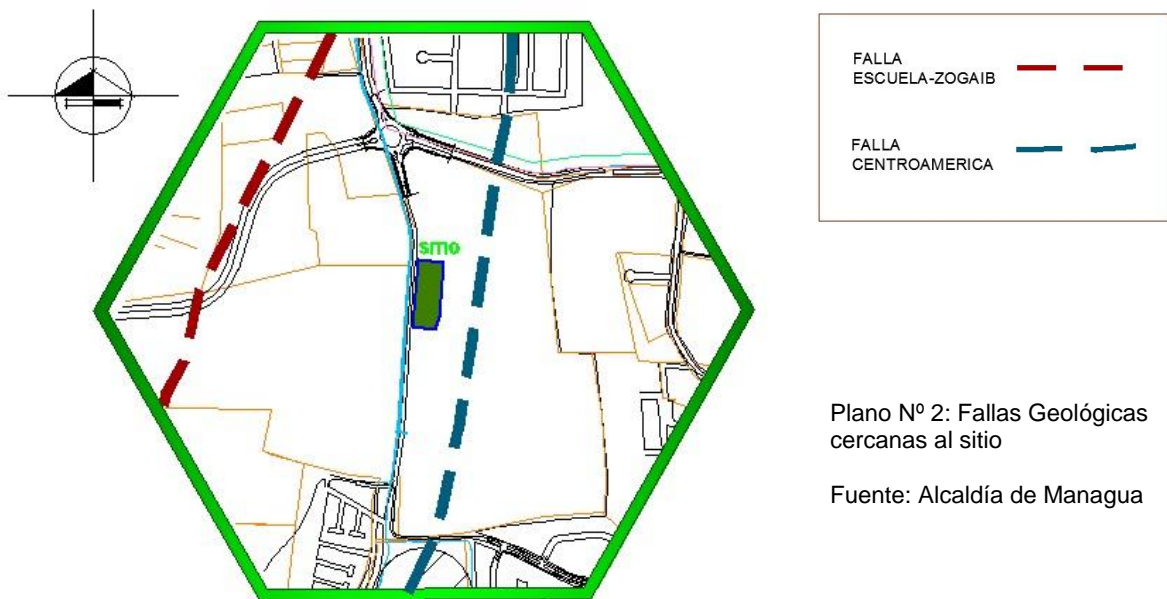 FALLA
ESCUELA-ZOGAIB
FALLA
CENTROAMERICA
SITIO
Plano Nº 2: Fallas Geológicas
cercanas al sitio
Fuente: Alcaldía de Managua